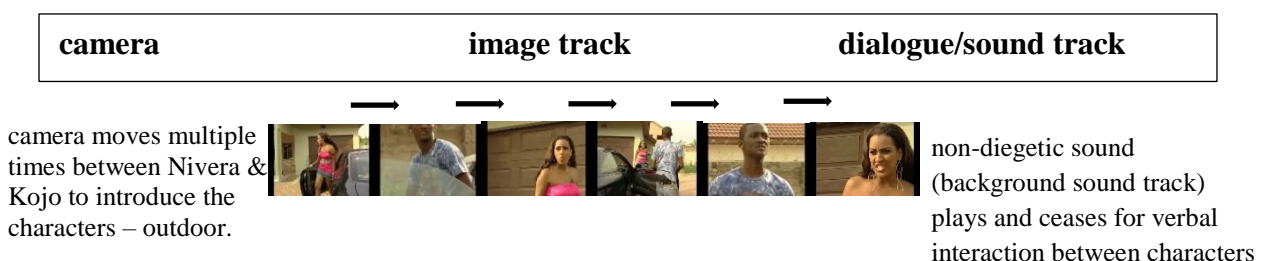 camera image track dialogue/sound track
camera moves multiple
times between Nivera &
Kojo to introduce the
characters – outdoor.
non-diegetic sound
(background sound track)
plays and ceases for verbal
interaction between characters